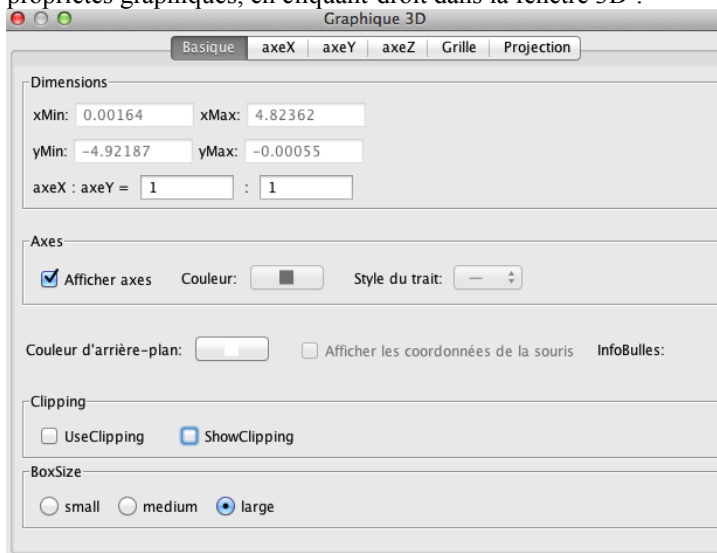 propriétés graphiques, en cliquant droit dans la fenêtre 3D :
Graphique 3D
Basique axeX axeY axeZ Grille Projection
Dimensions
xMin: 0.00164 xMax: 4.82362
yMin: -4.92187 yMax: -0.00055
axeX : axeY = 1 : 1
Axes
Afficher axes Couleur: Style du trait:
Couleur d'arrière-plan: Afficher les coordonnées de la souris InfoBulles:
Clipping
UseClipping ShowClipping
BoxSize
small medium large